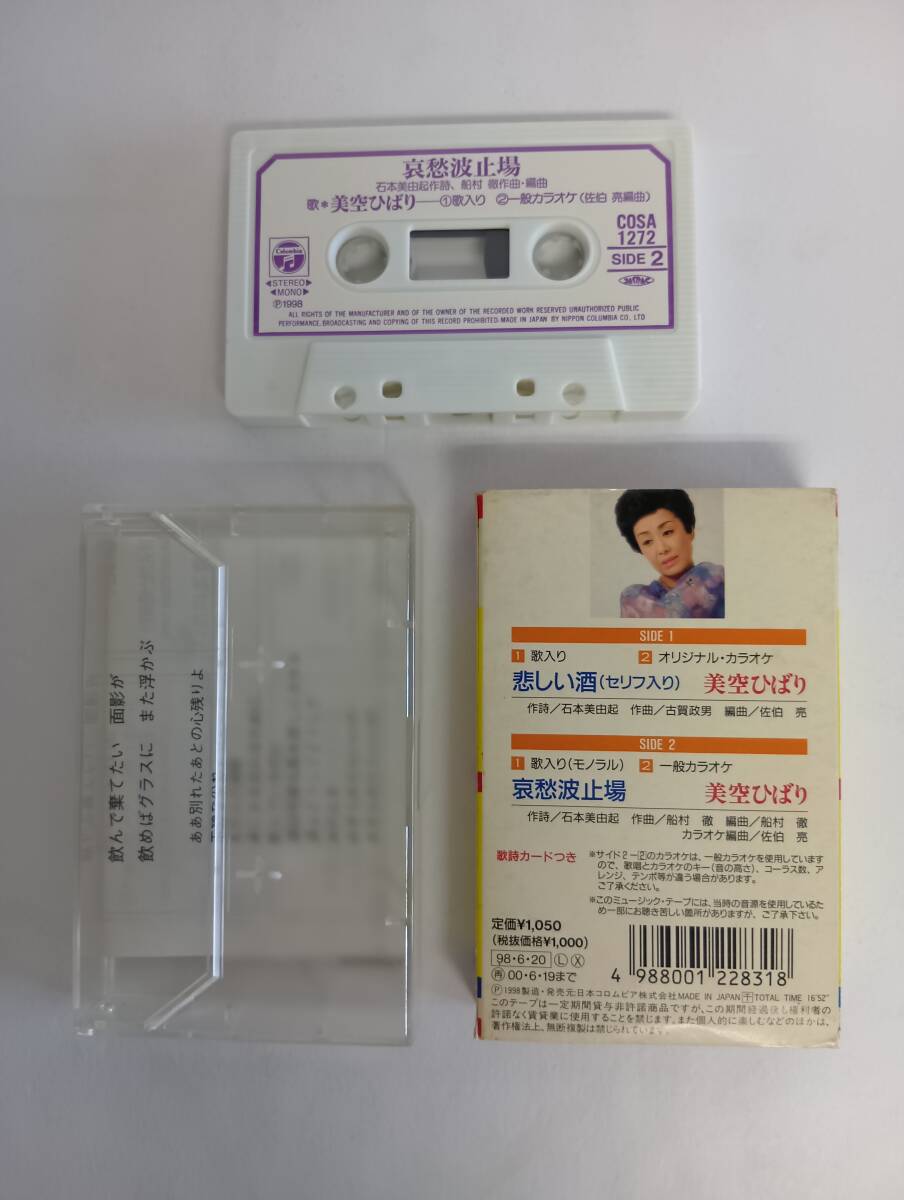 哀愁波止場
石本美由起作詩、船村 徹作曲・編曲
歌＊美空ひばり――①歌入り ②一般カラオケ(佐伯 亮編曲)
COSA
1272
SIDE 2
Columbia
◀STEREO▶
◀MONO▶
Ⓟ1998
ALL RIGHTS OF THE MANUFACTURER AND OF THE OWNER OF THE RECORDED WORK RESERVED UNAUTHORIZED PUBLIC
PERFORMANCE. BROADCASTING AND COPYING OF THIS RECORD PROHIBITED. MADE IN JAPAN BY NIPPON COLUMBIA CO. LTD
飲んで棄てたい 面影が
飲めばグラスに また浮かぶ
ああ別れたあとの心残りよ
SIDE 1
1 歌入り 2 オリジナル・カラオケ
悲しい酒(セリフ入り) 美空ひばり
作詩／石本美由起 作曲／古賀政男 編曲／佐伯 亮
SIDE 2
1 歌入り(モノラル) 2 一般カラオケ
哀愁波止場 美空ひばり
作詩／石本美由起 作曲／船村 徹 編曲／船村 徹
カラオケ編曲／佐伯 亮
歌詩カードつき
＊サイド2－2のカラオケは、一般カラオケを使用しています
ので、歌唱とカラオケのキー(音の高さ)、コーラス数、ア
レンジ、テンポ等が違う場合があります。
ご了承ください。
＊このミュージック・テープには、当時の音源を使用しているた
め一部にお聴き苦しい箇所がありますが、ご了承下さい。
定価¥1,050
(税抜価格¥1,000)
98・6・20 Ⓛ Ⓧ
再 00・6・19まで
4 988001 228318
Ⓟ1998 製造・発売元：日本コロムビア株式会社 MADE IN JAPAN 十 TOTAL TIME 16'52"
このテープは一定期間貸与非許諾商品ですが、この期間経過後も権利者の
許諾なく賃貸業に使用することを禁じます。また個人的に楽しむなどのほかは、
著作権法上、無断複製は禁じられています。